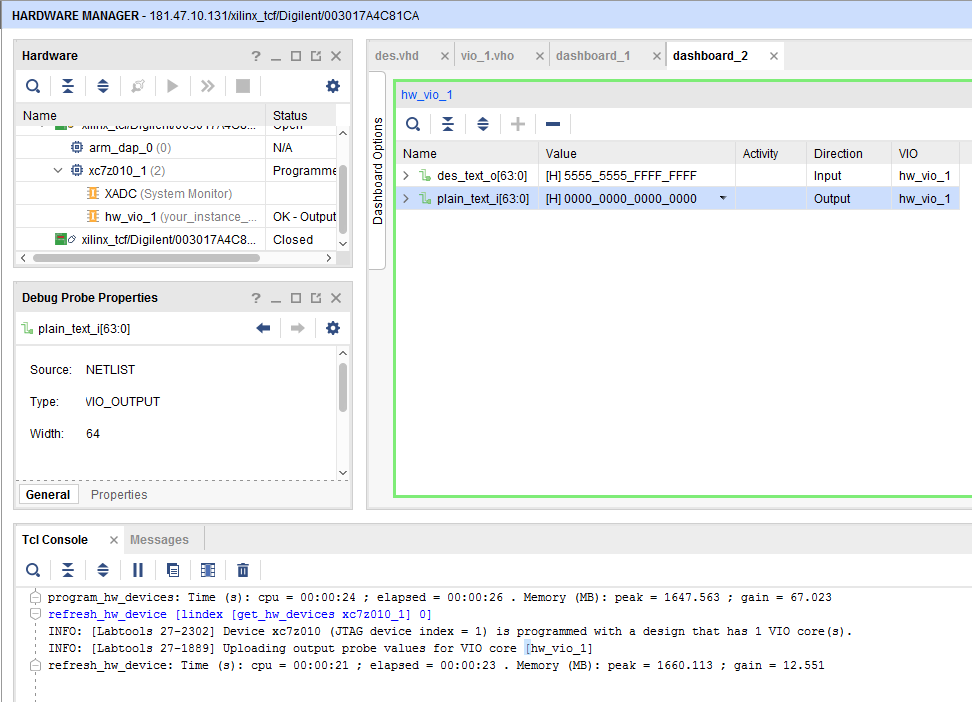 HARDWARE MANAGER - 181.47.10.131/xilinx_tcf/Digilent/003017A4C81CA
Hardware
Name Status
xilinx_tcf/Digilent/003017A4C8... Open
arm_dap_0 (0) N/A
xc7z010_1 (2) Programme
XADC (System Monitor)
hw_vio_1 (your_instance_... OK - Output
xilinx_tcf/Digilent/003017A4C8... Closed
Debug Probe Properties
plain_text_i[63:0]
Source: NETLIST
Type: VIO_OUTPUT
Width: 64
General Properties
des.vhd vio_1.vho dashboard_1 dashboard_2
Dashboard Options
hw_vio_1
Name Value Activity Direction VIO
des_text_o[63:0] [H] 5555_5555_FFFF_FFFF Input hw_vio_1
plain_text_i[63:0] [H] 0000_0000_0000_0000 Output hw_vio_1
Tcl Console Messages
program_hw_devices: Time (s): cpu = 00:00:24 ; elapsed = 00:00:26 . Memory (MB): peak = 1647.563 ; gain = 67.023
refresh_hw_device [lindex [get_hw_devices xc7z010_1] 0]
INFO: [Labtools 27-2302] Device xc7z010 (JTAG device index = 1) is programmed with a design that has 1 VIO core(s).
INFO: [Labtools 27-1889] Uploading output probe values for VIO core [hw_vio_1]
refresh_hw_device: Time (s): cpu = 00:00:21 ; elapsed = 00:00:23 . Memory (MB): peak = 1660.113 ; gain = 12.551